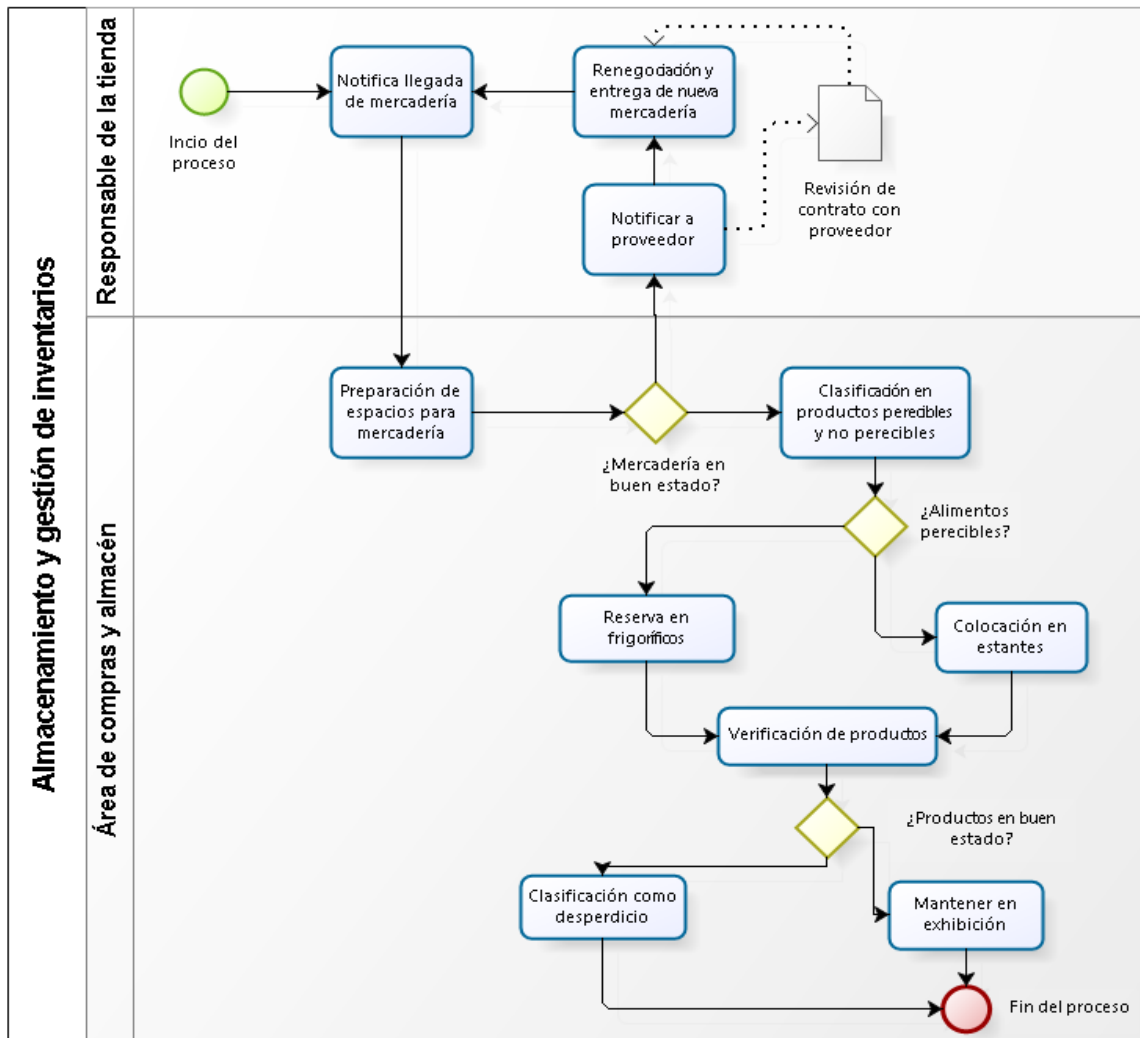 Almacenamiento y gestión de inventarios
Responsable de la tienda
Incio del
proceso
Notifica llegada
de mercadería
Renegociación y
entrega de nueva
mercadería
Revisión de
contrato con
proveedor
Notificar a
proveedor
Área de compras y almacén
Preparación de
espacios para
mercadería
¿Mercadería en
buen estado?
Clasificación en
productos perecibles
y no perecibles
¿Alimentos
perecibles?
Reserva en
frigoríficos
Colocación en
estantes
Verificación de productos
¿Productos en buen
estado?
Clasificación como
desperdicio
Mantener en
exhibición
Fin del proceso